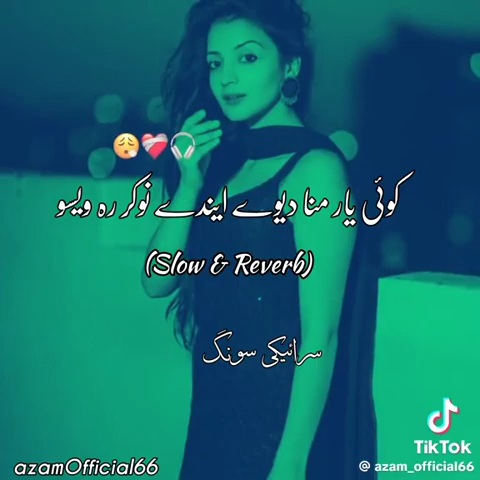 😮‍💨❤️‍🩹🎧
کوئی یار منا دیوے ایندے نوکر رہ ویسو
(Slow & Reverb)
سرائیکی سونگ
TikTok
azamOfficial66
@ azam_official66